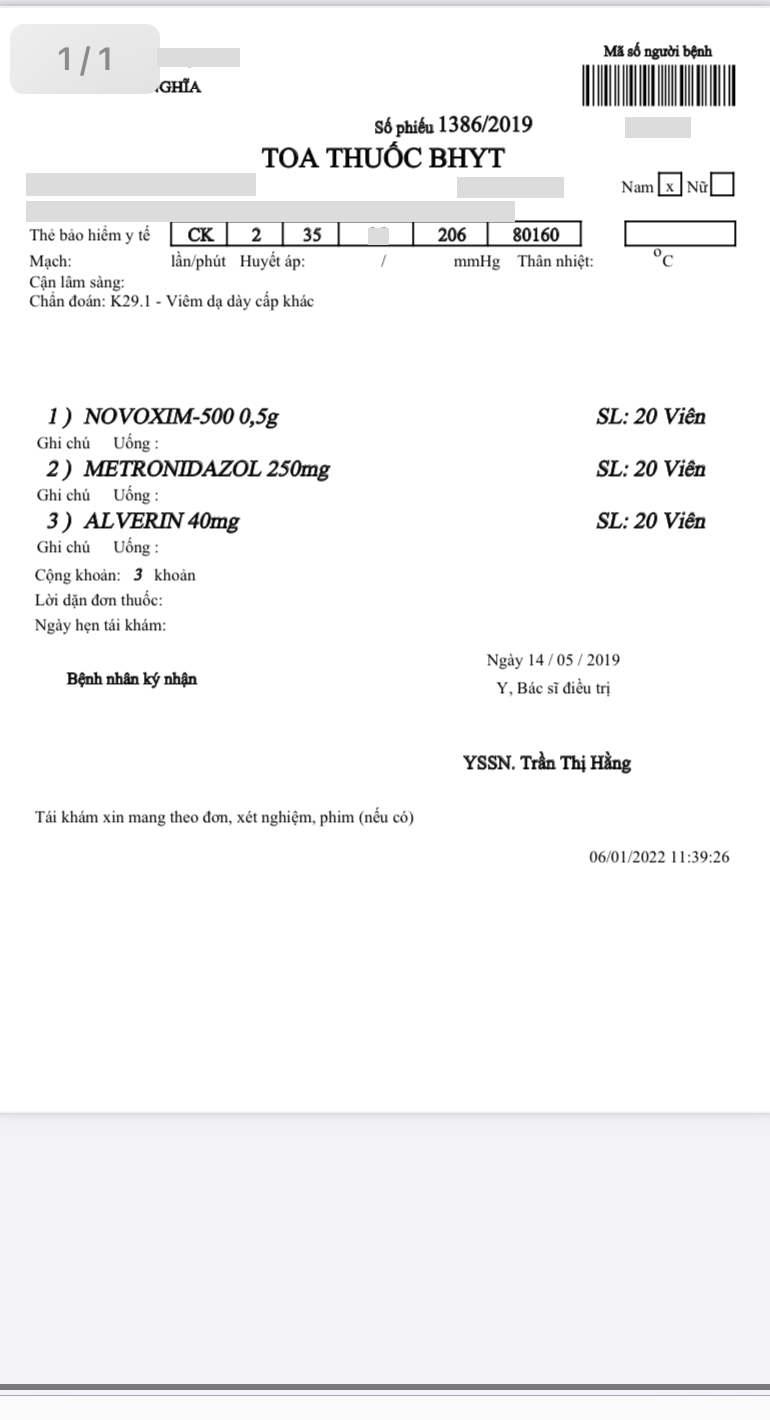 1/1
Mã số người bệnh
.GHĨA
Số phiếu 1386/2019
TOA THUỐC BHYT
Nam x Nữ
Thẻ bảo hiểm y tế CK 2 35 206 80160
Mạch: lần/phút Huyết áp: / mmHg Thân nhiệt: °C
Cận lâm sàng:
Chẩn đoán: K29.1 - Viêm dạ dày cấp khác
1 ) NOVOXIM-500 0,5g SL: 20 Viên
Ghi chú Uống :
2 ) METRONIDAZOL 250mg SL: 20 Viên
Ghi chú Uống :
3 ) ALVERIN 40mg SL: 20 Viên
Ghi chú Uống :
Cộng khoản: 3 khoản
Lời dặn đơn thuốc:
Ngày hẹn tái khám:
Ngày 14 / 05 / 2019
Bệnh nhân ký nhận
Y, Bác sĩ điều trị
YSSN. Trần Thị Hằng
Tái khám xin mang theo đơn, xét nghiệm, phim (nếu có)
06/01/2022 11:39:26